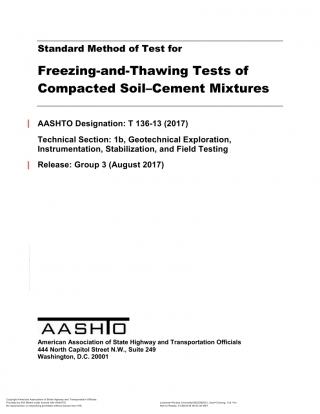 Standard Method of Test for
Freezing-and-Thawing Tests of
Compacted Soil–Cement Mixtures
AASHTO Designation: T 136-13 (2017)
Technical Section: 1b, Geotechnical Exploration,
Instrumentation, Stabilization, and Field Testing
Release: Group 3 (August 2017)
AASHTO
American Association of State Highway and Transportation Officials
444 North Capitol Street N.W., Suite 249
Washington, D.C. 20001